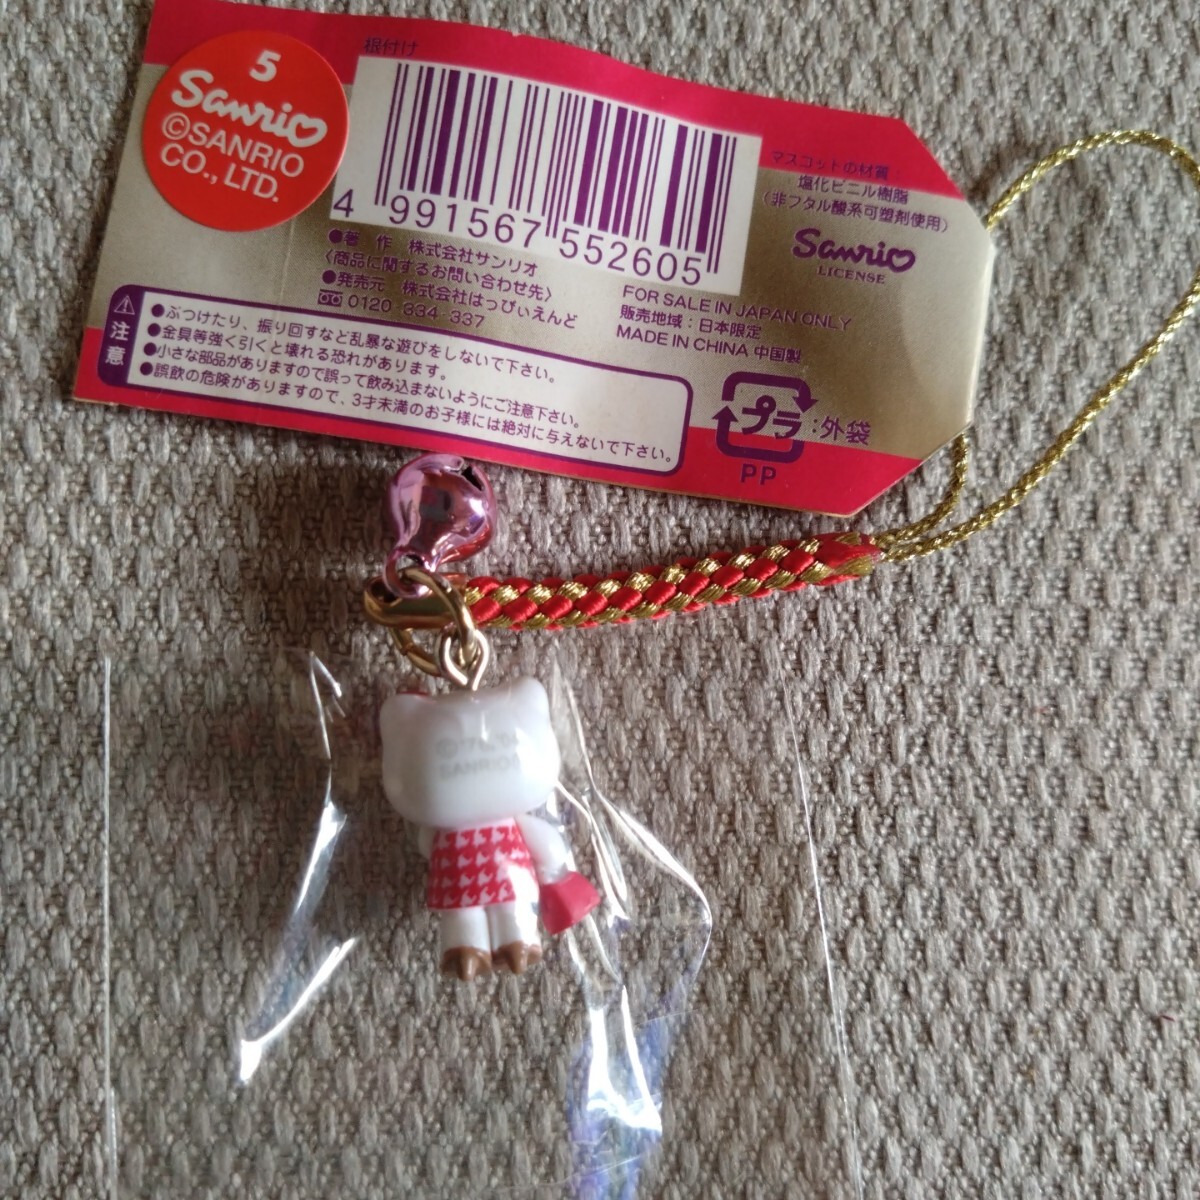 5
Sanrio
©SANRIO
CO., LTD.
根付け
4 991567 552605
マスコットの材質:
塩化ビニル樹脂
(非フタル酸系可塑剤使用)
Sanrio
LICENSE
●著 作 株式会社サンリオ
〈商品に関するお問い合わせ先〉
●発売元 株式会社はっぴぃえんど
0120 334-337
FOR SALE IN JAPAN ONLY
販売地域:日本限定
MADE IN CHINA 中国製
注意
●ぶつけたり、振り回すなど乱暴な遊びをしないで下さい。
●金具等強く引くと壊れる恐れがあります。
●小さな部品がありますので誤って飲み込まないようにご注意下さい。
●誤飲の危険がありますので、3才未満のお子様には絶対に与えないで下さい。
プラ:外袋
PP